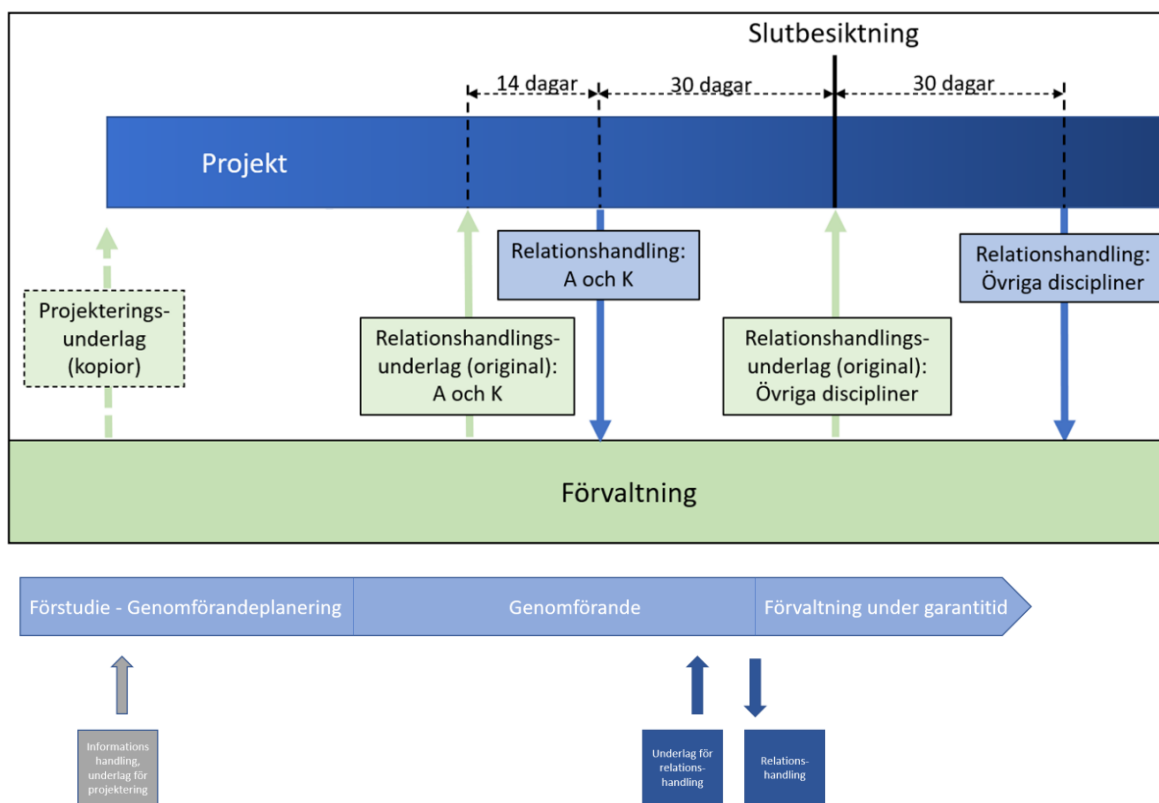 Slutbesiktning
14 dagar
30 dagar
30 dagar
Projekt
Projekterings-
underlag
(kopior)
Relationshandlings-
underlag (original):
A och K
Relationshandling:
A och K
Relationshandlings-
underlag (original):
Övriga discipliner
Relationshandling:
Övriga discipliner
Förvaltning
Förstudie - Genomförandeplanering
Genomförande
Förvaltning under garantitid
Informations
handling,
underlag för
projektering
Underlag för
relations-
handling
Relations-
handling